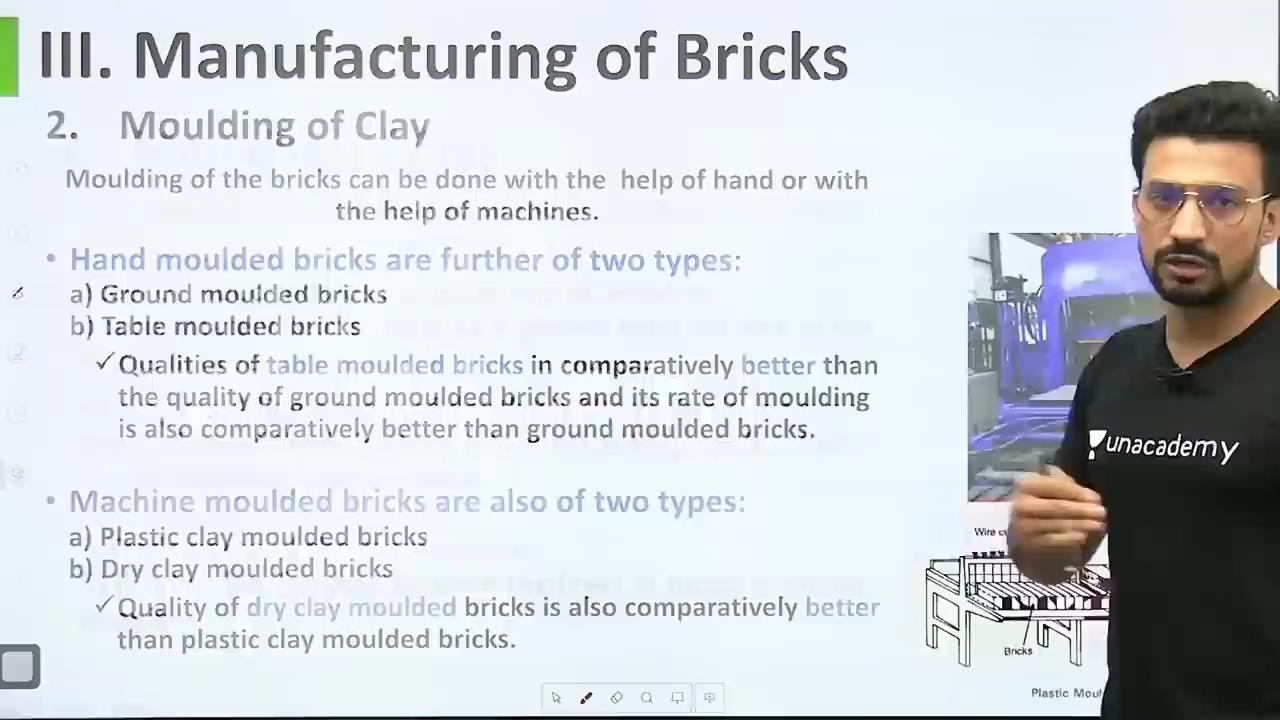 III. Manufacturing of Bricks
2. Moulding of Clay
Moulding of the bricks can be done with the help of hand or with
the help of machines.
• Hand moulded bricks are further of two types:
a) Ground moulded bricks
b) Table moulded bricks
✓ Qualities of table moulded bricks in comparatively better than
the quality of ground moulded bricks and its rate of moulding
is also comparatively better than ground moulded bricks.
• Machine moulded bricks are also of two types:
a) Plastic clay moulded bricks
b) Dry clay moulded bricks
✓ Quality of dry clay moulded bricks is also comparatively better
than plastic clay moulded bricks.
unacademy
Wire
Bricks
Plastic